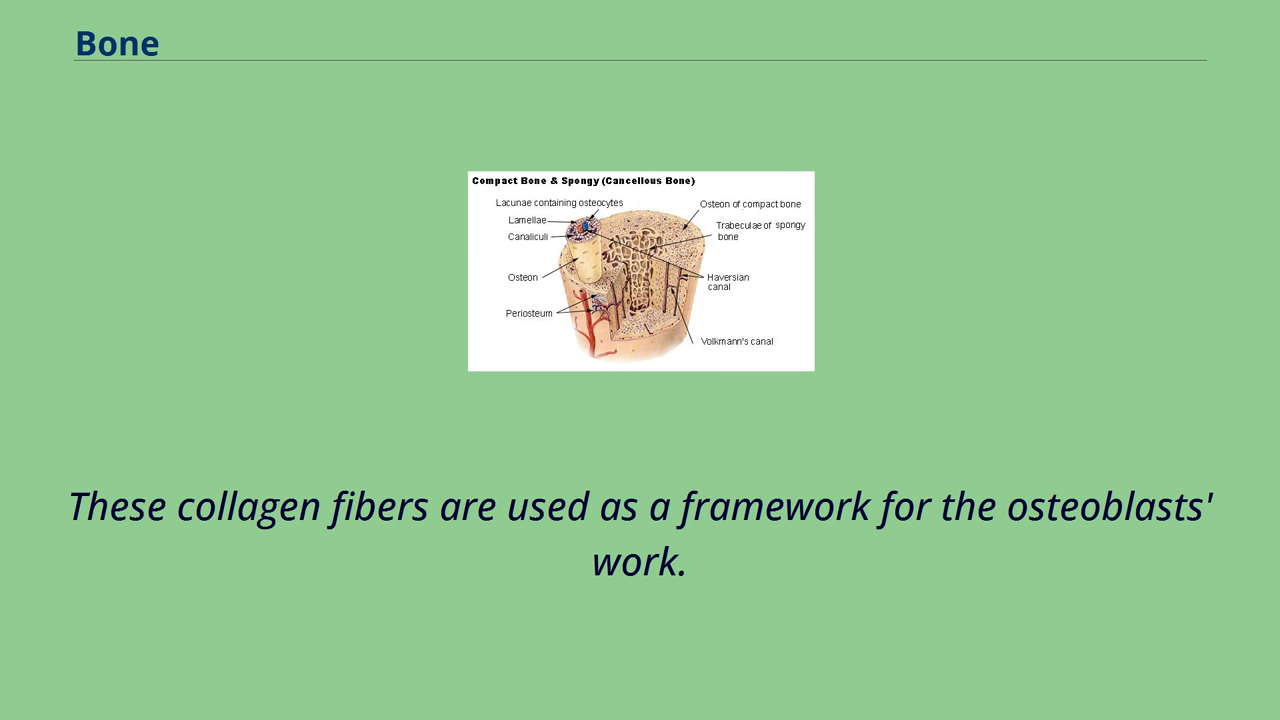 Bone
Compact Bone & Spongy (Cancellous Bone)
Lacunae containing osteocytes
Lamellae
Canaliculi
Osteon
Periosteum
Osteon of compact bone
Trabeculae of spongy
bone
Haversian
canal
Volkmann's canal
These collagen fibers are used as a framework for the osteoblasts'
work.